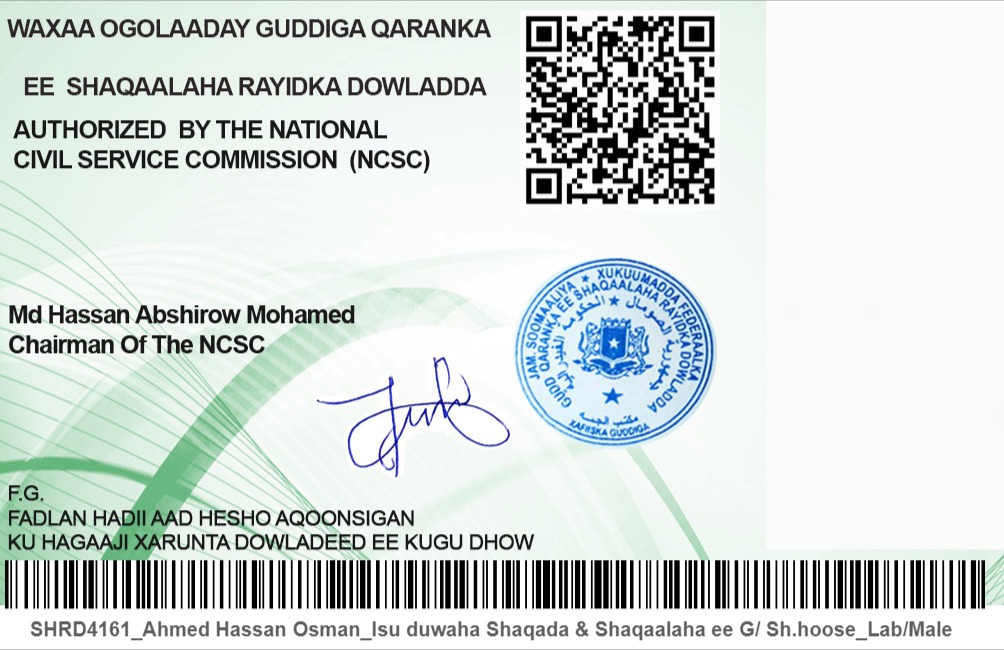 WAXAA OGOLAADAY GUDDIGA QARANKA
EE SHAQAALAHA RAYIDKA DOWLADDA
AUTHORIZED BY THE NATIONAL
CIVIL SERVICE COMMISSION (NCSC)
JAM. SOOMAALIYA ★ XUKUUMADDA FEDERAALKA
GUDD QARANKA EE SHAQAALAHA RAYIDKA DOWLADDA
XAFIISKA GUDDIGA
Md Hassan Abshirow Mohamed
Chairman Of The NCSC
F.G.
FADLAN HADII AAD HESHO AQOONSIGAN
KU HAGAAJI XARUNTA DOWLADEED EE KUGU DHOW
SHRD4161_Ahmed Hassan Osman_Isu duwaha Shaqada & Shaqaalaha ee G/ Sh.hoose_Lab/Male